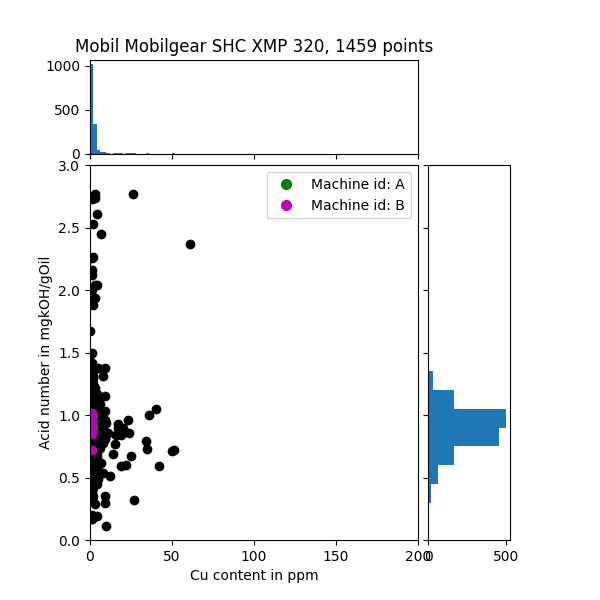 Mobil Mobilgear SHC XMP 320, 1459 points
1000
500
0
3.0
2.5
2.0
1.5
1.0
0.5
0.0
Acid number in mgkOH/gOil
Machine id: A
Machine id: B
0 50 100 150 200
0 500
Cu content in ppm